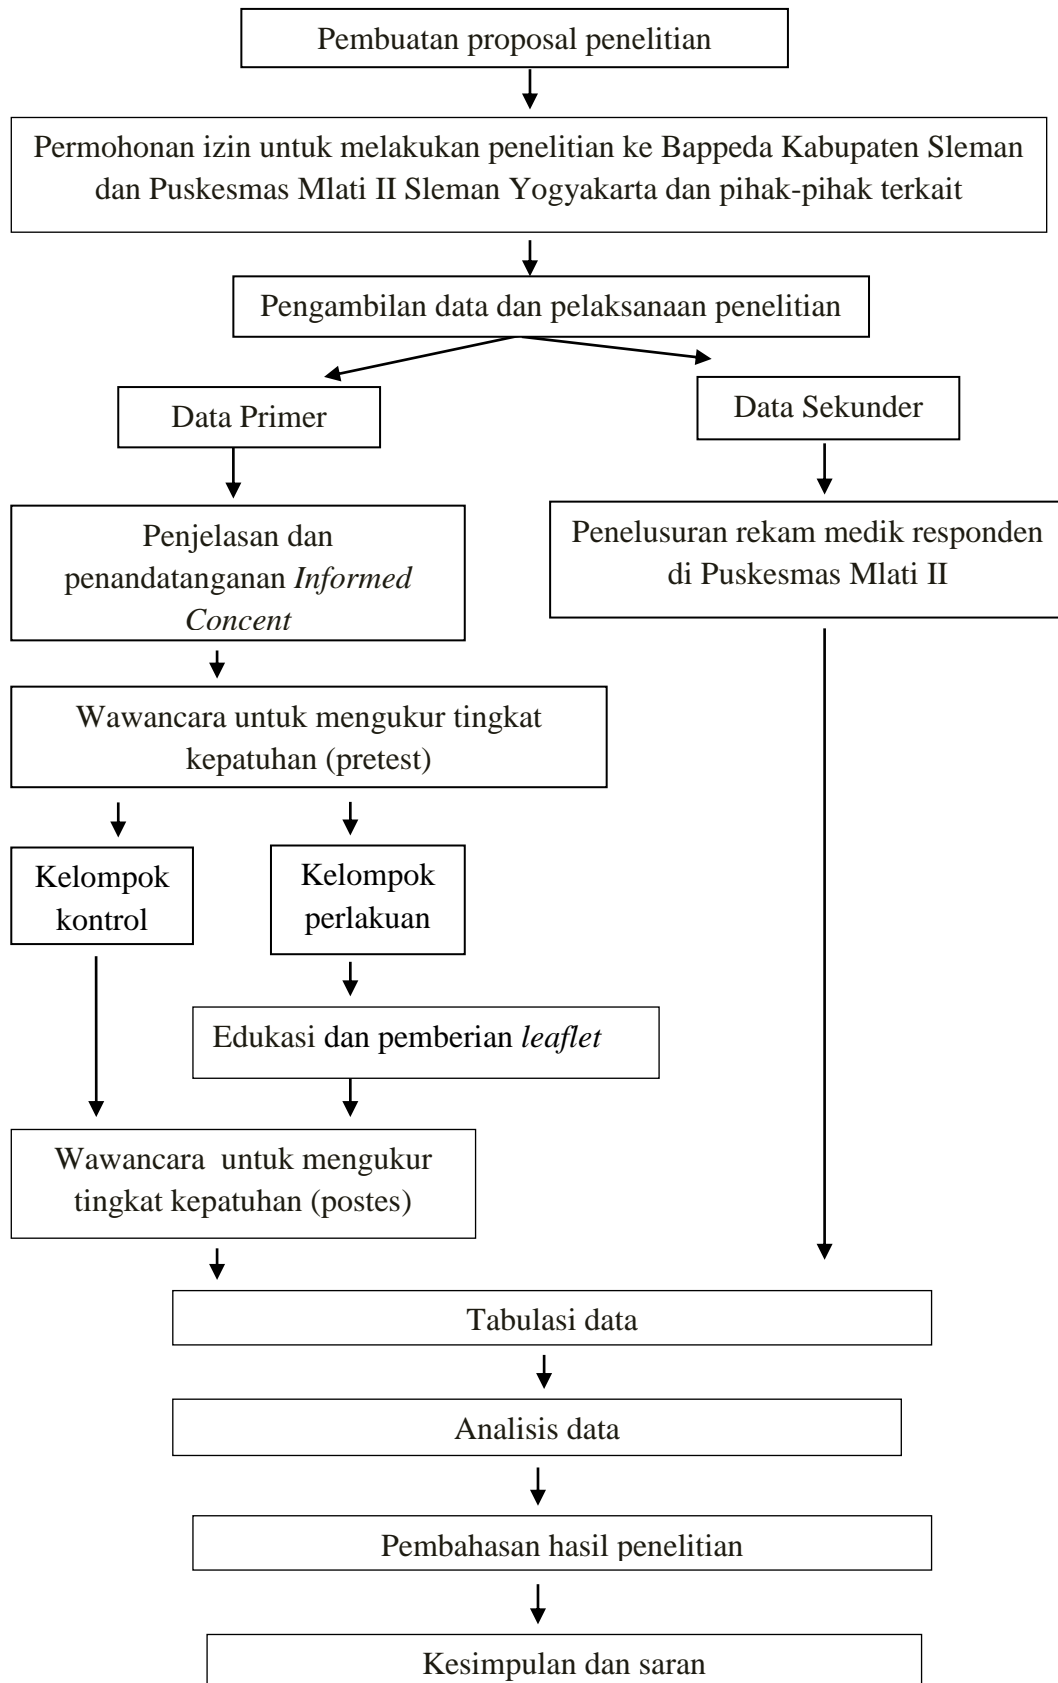 Pembuatan proposal penelitian
Permohonan izin untuk melakukan penelitian ke Bappeda Kabupaten Sleman
dan Puskesmas Mlati II Sleman Yogyakarta dan pihak-pihak terkait
Pengambilan data dan pelaksanaan penelitian
Data Primer
Data Sekunder
Penjelasan dan
penandatanganan Informed
Concent
Penelusuran rekam medik responden
di Puskesmas Mlati II
Wawancara untuk mengukur tingkat
kepatuhan (pretest)
Kelompok
kontrol
Kelompok
perlakuan
Edukasi dan pemberian leaflet
Wawancara  untuk mengukur
tingkat kepatuhan (postes)
Tabulasi data
Analisis data
Pembahasan hasil penelitian
Kesimpulan dan saran